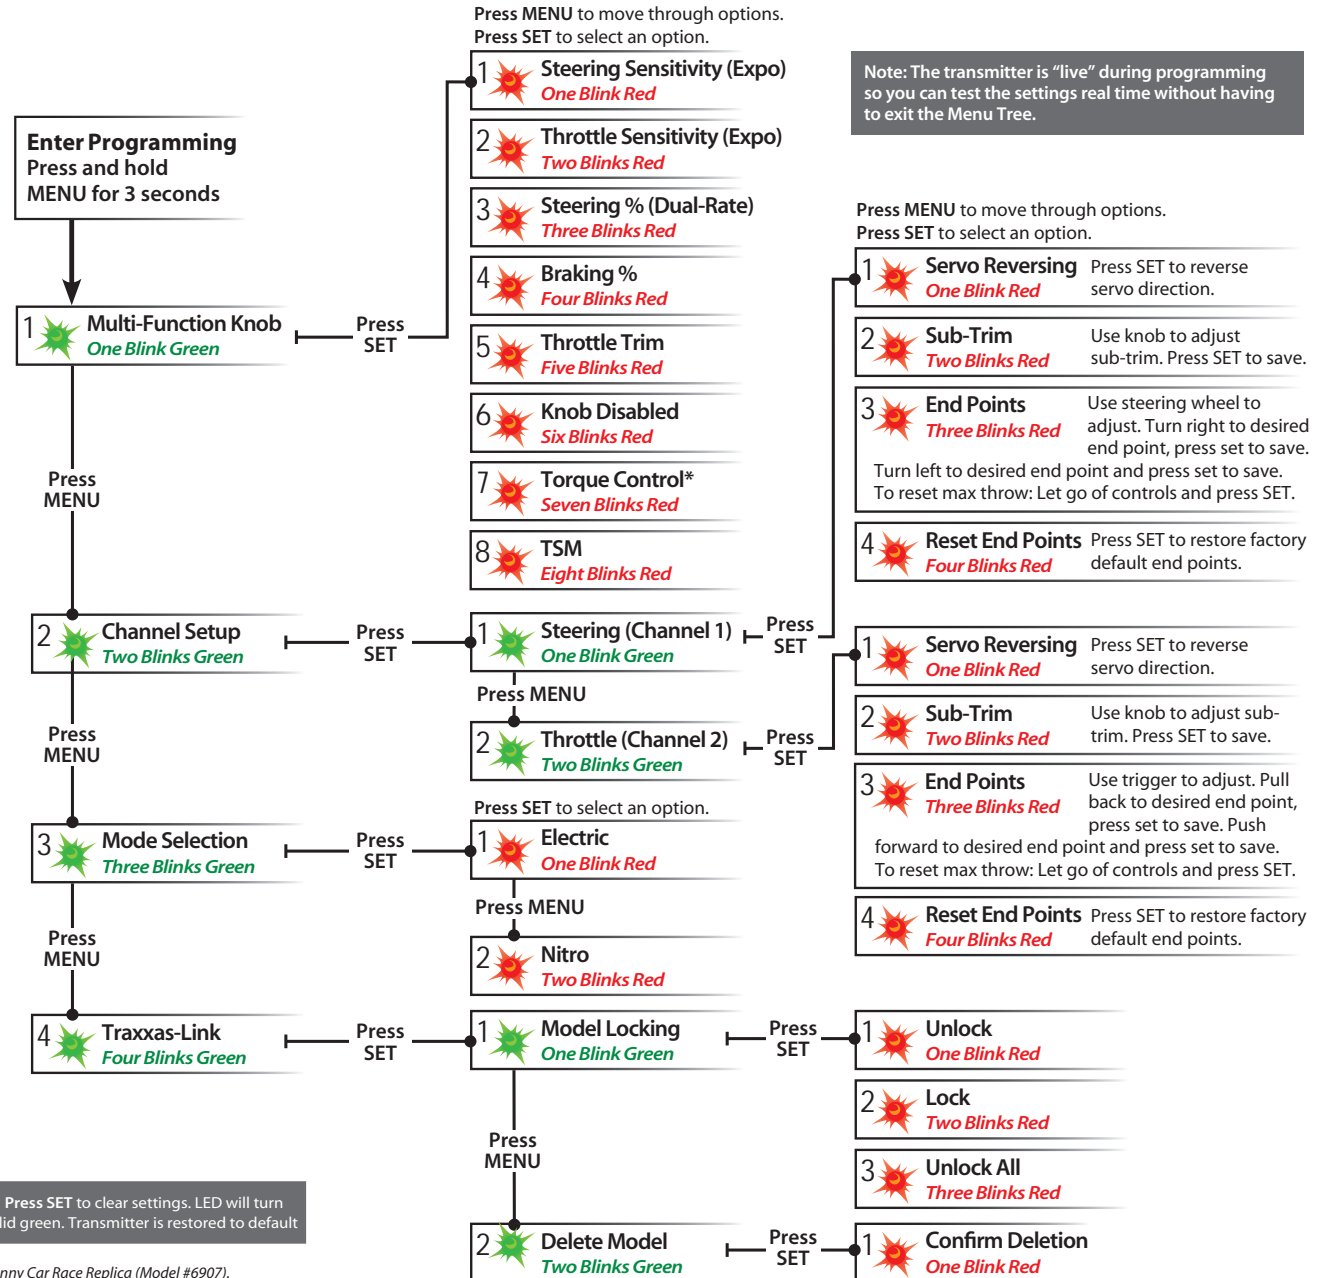 Press MENU to move through options.
Press SET to select an option.
1 Steering Sensitivity (Expo)
One Blink Red
2 Throttle Sensitivity (Expo)
Two Blinks Red
3 Steering % (Dual-Rate)
Three Blinks Red
4 Braking %
Four Blinks Red
5 Throttle Trim
Five Blinks Red
6 Knob Disabled
Six Blinks Red
7 Torque Control*
Seven Blinks Red
8 TSM
Eight Blinks Red
Note: The transmitter is “live” during programming
so you can test the settings real time without having
to exit the Menu Tree.
Enter Programming
Press and hold
MENU for 3 seconds
1 Multi-Function Knob
One Blink Green
Press
SET
Press
MENU
2 Channel Setup
Two Blinks Green
Press
SET
1 Steering (Channel 1)
One Blink Green
Press
SET
Press MENU
2 Throttle (Channel 2)
Two Blinks Green
Press
SET
Press MENU to move through options.
Press SET to select an option.
1 Servo Reversing Press SET to reverse
One Blink Red servo direction.
2 Sub-Trim Use knob to adjust
Two Blinks Red sub-trim. Press SET to save.
3 End Points Use steering wheel to
Three Blinks Red adjust. Turn right to desired
end point, press set to save.
Turn left to desired end point and press set to save.
To reset max throw: Let go of controls and press SET.
4 Reset End Points Press SET to restore factory
Four Blinks Red default end points.
1 Servo Reversing Press SET to reverse
One Blink Red servo direction.
2 Sub-Trim Use knob to adjust sub-
Two Blinks Red trim. Press SET to save.
3 End Points Use trigger to adjust. Pull
Three Blinks Red back to desired end point,
press set to save. Push
forward to desired end point and press set to save.
To reset max throw: Let go of controls and press SET.
4 Reset End Points Press SET to restore factory
Four Blinks Red default end points.
Press
MENU
3 Mode Selection
Three Blinks Green
Press
SET
Press SET to select an option.
1 Electric
One Blink Red
Press MENU
2 Nitro
Two Blinks Red
Press
MENU
4 Traxxas-Link
Four Blinks Green
Press
SET
1 Model Locking
One Blink Green
Press
SET
1 Unlock
One Blink Red
2 Lock
Two Blinks Red
3 Unlock All
Three Blinks Red
Press
MENU
2 Delete Model
Two Blinks Green
Press
SET
1 Confirm Deletion
One Blink Red
Press SET to clear settings. LED will turn
green. Transmitter is restored to default
Car Race Replica (Model #6907).